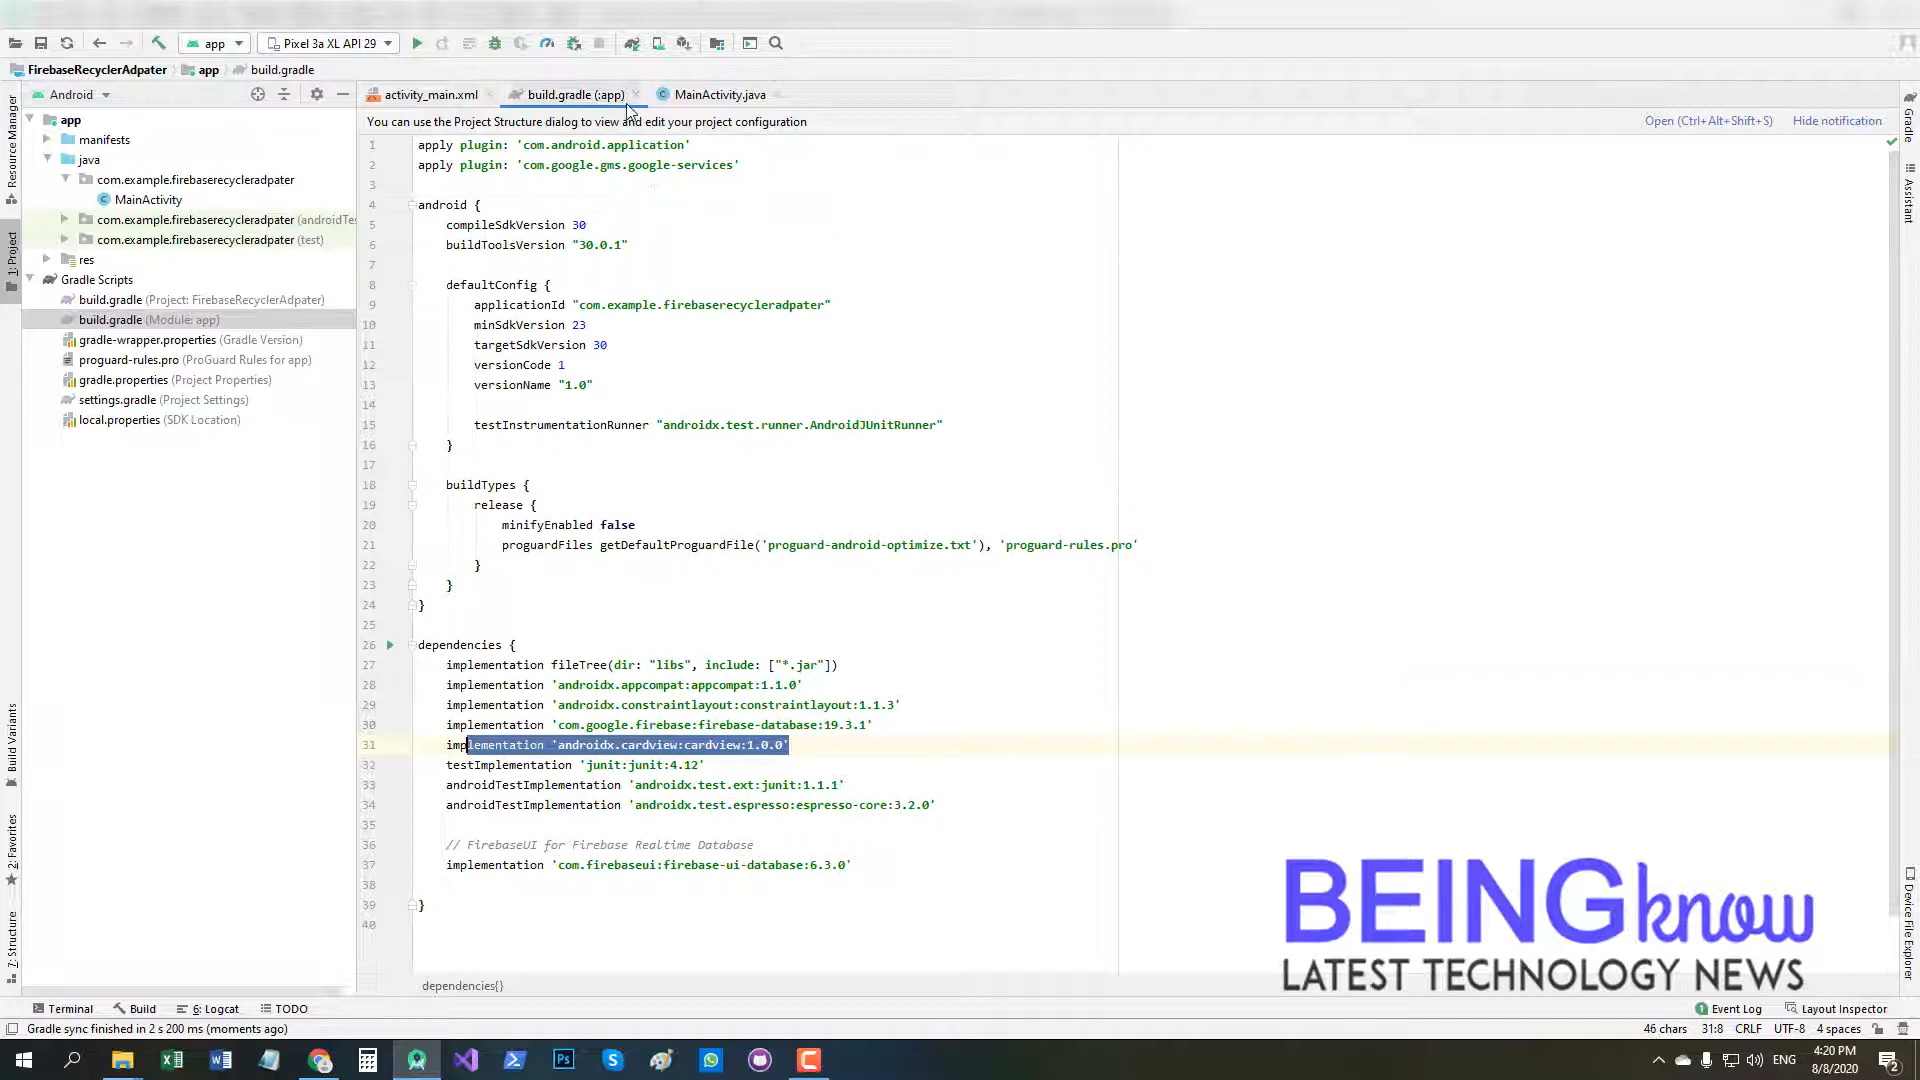 app
Pixel 3a XL API 29
FirebaseRecyclerAdpater
app
build.gradle
Android
activity_main.xml
build.gradle (:app)
MainActivity.java
You can use the Project Structure dialog to view and edit your project configuration
Open (Ctrl+Alt+Shift+S)
Hide notification
Resource Manager
1: Project
Build Variants
2: Favorites
7: Structure
app
manifests
java
com.example.firebaserecycleradpater
MainActivity
com.example.firebaserecycleradpater (androidTes
com.example.firebaserecycleradpater (test)
res
Gradle Scripts
build.gradle (Project: FirebaseRecyclerAdpater)
build.gradle (Module: app)
gradle-wrapper.properties (Gradle Version)
proguard-rules.pro (ProGuard Rules for app)
gradle.properties (Project Properties)
settings.gradle (Project Settings)
local.properties (SDK Location)
1 apply plugin: 'com.android.application'
2 apply plugin: 'com.google.gms.google-services'
3
4 android {
5 compileSdkVersion 30
6 buildToolsVersion "30.0.1"
7
8 defaultConfig {
9 applicationId "com.example.firebaserecycleradpater"
10 minSdkVersion 23
11 targetSdkVersion 30
12 versionCode 1
13 versionName "1.0"
14
15 testInstrumentationRunner "androidx.test.runner.AndroidJUnitRunner"
16 }
17
18 buildTypes {
19 release {
20 minifyEnabled false
21 proguardFiles getDefaultProguardFile('proguard-android-optimize.txt'), 'proguard-rules.pro'
22 }
23 }
24 }
25
26 dependencies {
27 implementation fileTree(dir: "libs", include: ["*.jar"])
28 implementation 'androidx.appcompat:appcompat:1.1.0'
29 implementation 'androidx.constraintlayout:constraintlayout:1.1.3'
30 implementation 'com.google.firebase:firebase-database:19.3.1'
31 implementation 'androidx.cardview:cardview:1.0.0'
32 testImplementation 'junit:junit:4.12'
33 androidTestImplementation 'androidx.test.ext:junit:1.1.1'
34 androidTestImplementation 'androidx.test.espresso:espresso-core:3.2.0'
35
36 // FirebaseUI for Firebase Realtime Database
37 implementation 'com.firebaseui:firebase-ui-database:6.3.0'
38
39 }
40
dependencies{}
Gradle
Assistant
Device File Explorer
BEINGknow
LATEST TECHNOLOGY NEWS
Terminal
Build
6: Logcat
TODO
1 Event Log
Layout Inspector
Gradle sync finished in 2 s 200 ms (moments ago)
46 chars
31:8
CRLF
UTF-8
4 spaces
ENG
4:20 PM
8/8/2020
2